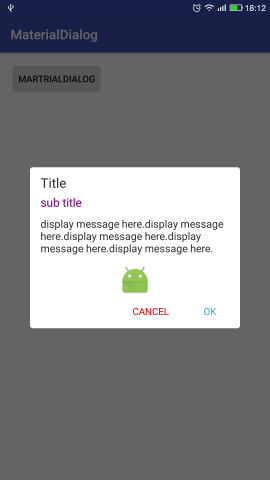 18:12
MaterialDialog
MARTRIALDIALOG
Title
sub title
display message here.display message
here.display message here.display
message here.display message here.
CANCEL
OK